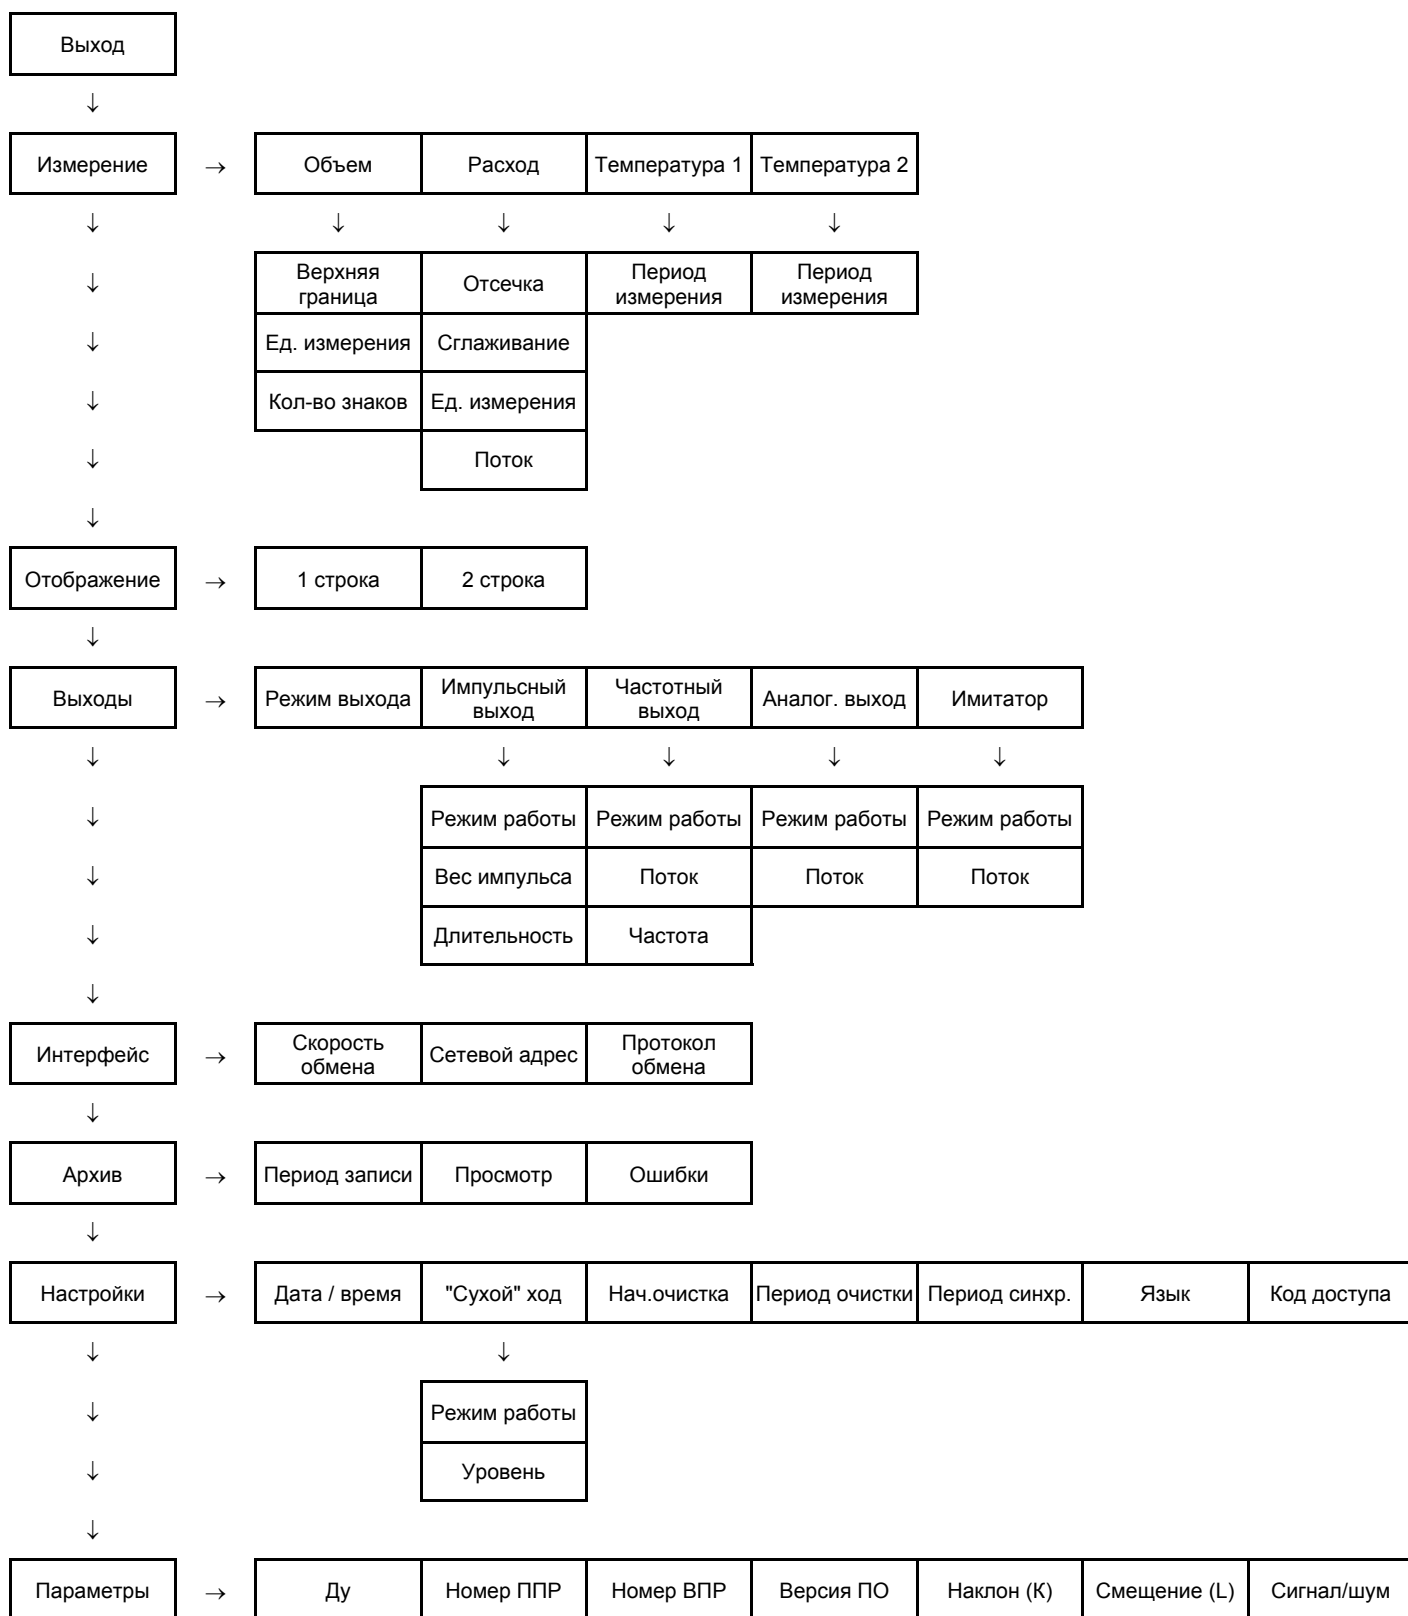 Выход
Измерение → Объем Расход Температура 1 Температура 2
Верхняя граница Отсечка Период измерения Период измерения
Ед. измерения Сглаживание
Кол-во знаков Ед. измерения
Поток
Отображение → 1 строка 2 строка
Выходы → Режим выхода Импульсный выход Частотный выход Аналог. выход Имитатор
Режим работы Режим работы Режим работы Режим работы
Вес импульса Поток Поток Поток
Длительность Частота
Интерфейс → Скорость обмена Сетевой адрес Протокол обмена
Архив → Период записи Просмотр Ошибки
Настройки → Дата / время "Сухой" ход Нач.очистка Период очистки Период синхр. Язык Код доступа
Режим работы
Уровень
Параметры → Ду Номер ППР Номер ВПР Версия ПО Наклон (К) Смещение (L) Сигнал/шум